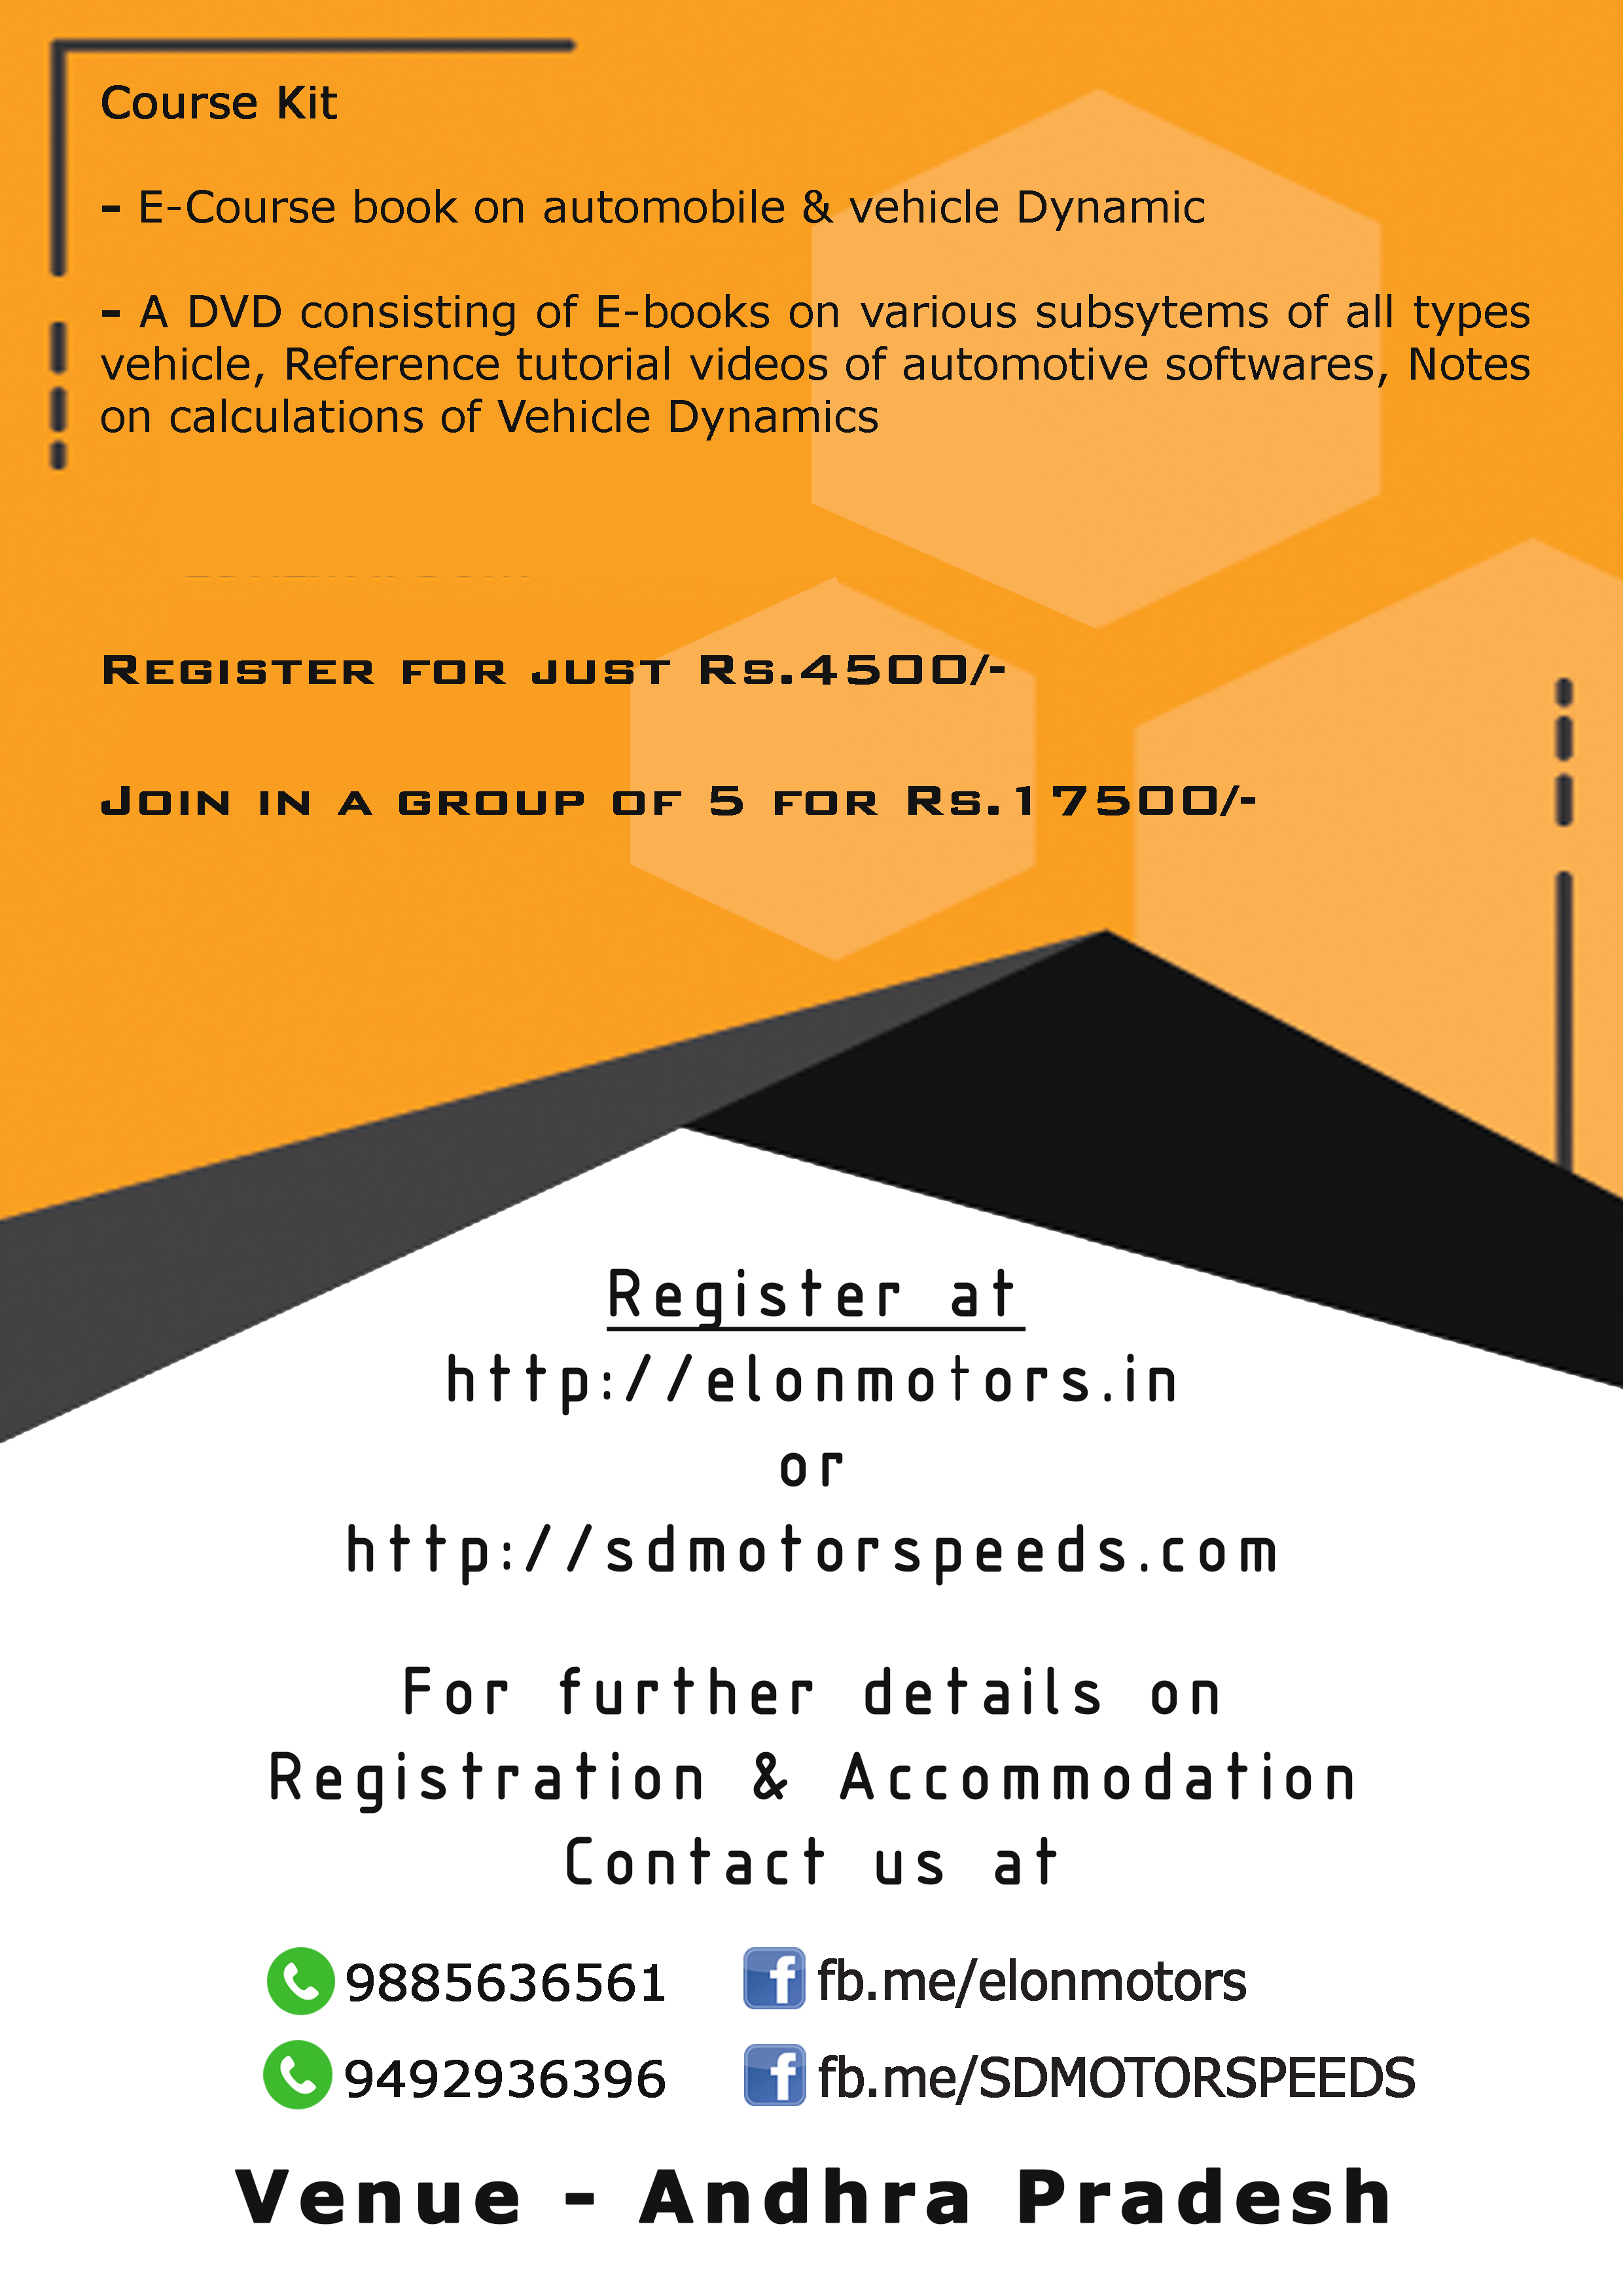 Course Kit
- E-Course book on automobile & vehicle Dynamic
- A DVD consisting of E-books on various subsytems of all types
vehicle, Reference tutorial videos of automotive softwares, Notes
on calculations of Vehicle Dynamics
Register for just Rs.4500/-
Join in a group of 5 for Rs.17500/-
Register at
http://elonmotors.in
or
http://sdmotorspeeds.com
For further details on
Registration & Accommodation
Contact us at
9885636561 fb.me/elonmotors
9492936396 fb.me/SDMOTORSPEEDS
Venue - Andhra Pradesh